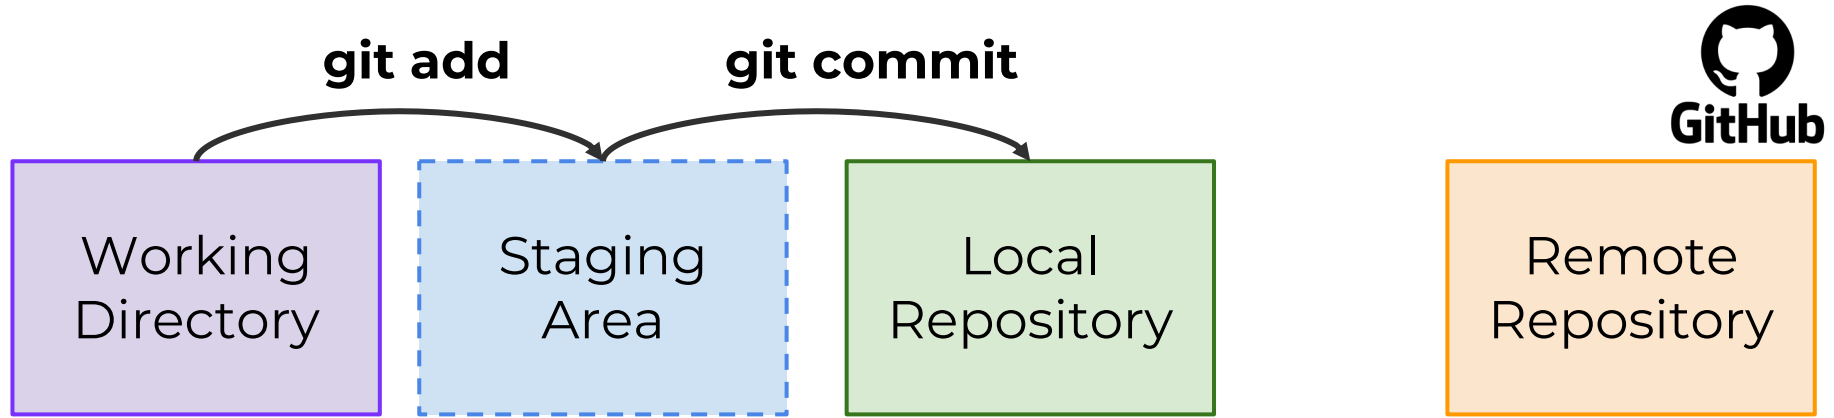 git add
git commit
GitHub
Working
Directory
Staging
Area
Local
Repository
Remote
Repository